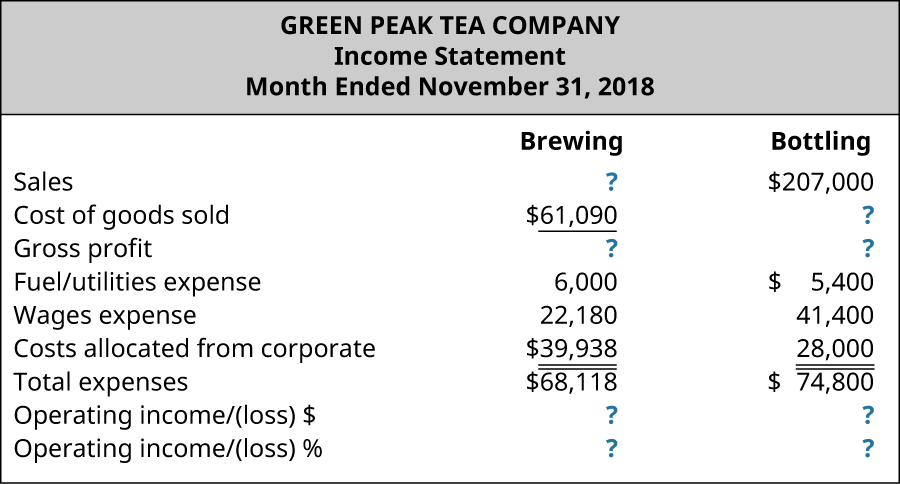 GREEN PEAK TEA COMPANY
Income Statement
Month Ended November 31, 2018
Brewing Bottling
Sales ? $207,000
Cost of goods sold $61,090 ?
Gross profit ? ?
Fuel/utilities expense 6,000 $ 5,400
Wages expense 22,180 41,400
Costs allocated from corporate $39,938 28,000
Total expenses $68,118 $ 74,800
Operating income/(loss) $ ? ?
Operating income/(loss) % ? ?